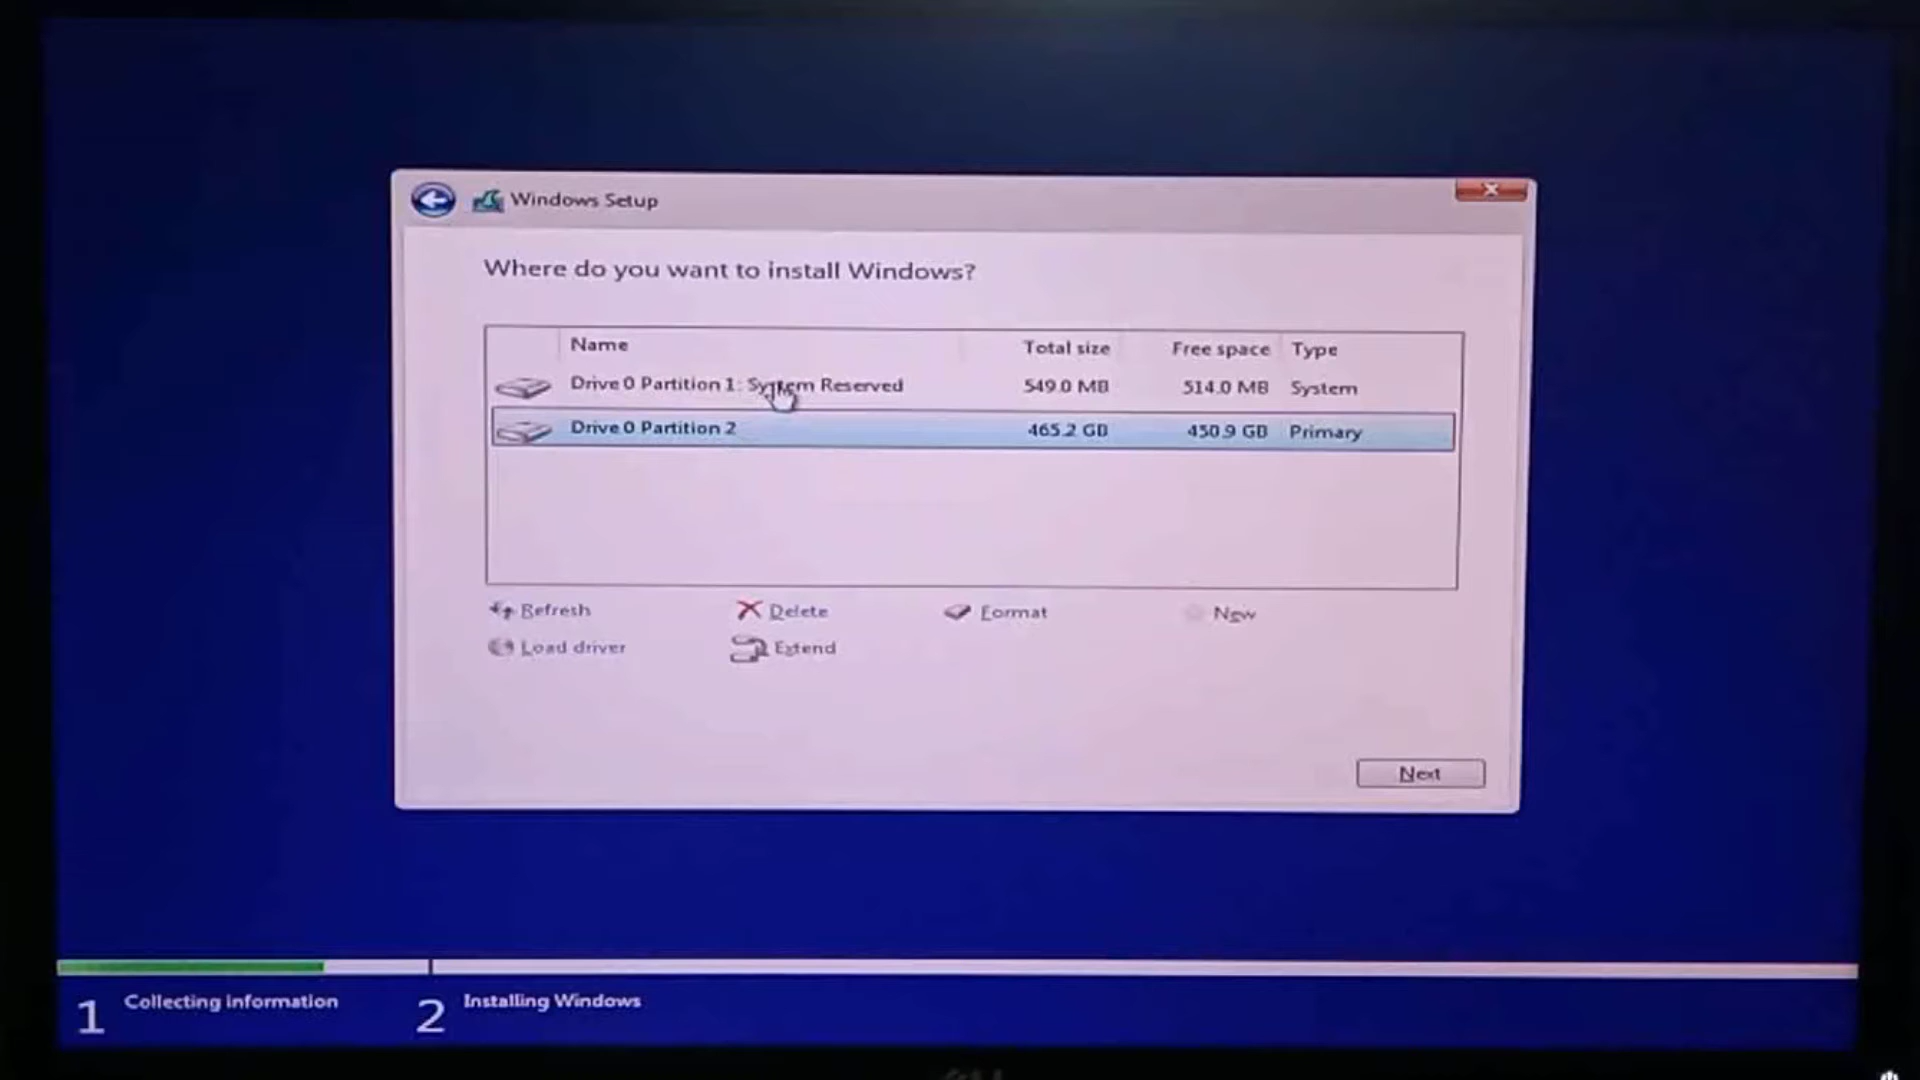 Windows Setup
Where do you want to install Windows?
Name Total size Free space Type
Drive 0 Partition 1: System Reserved 549.0 MB 514.0 MB System
Drive 0 Partition 2 465.2 GB 450.9 GB Primary
Refresh Delete Format New
Load driver Extend
Next
1 Collecting information 2 Installing Windows